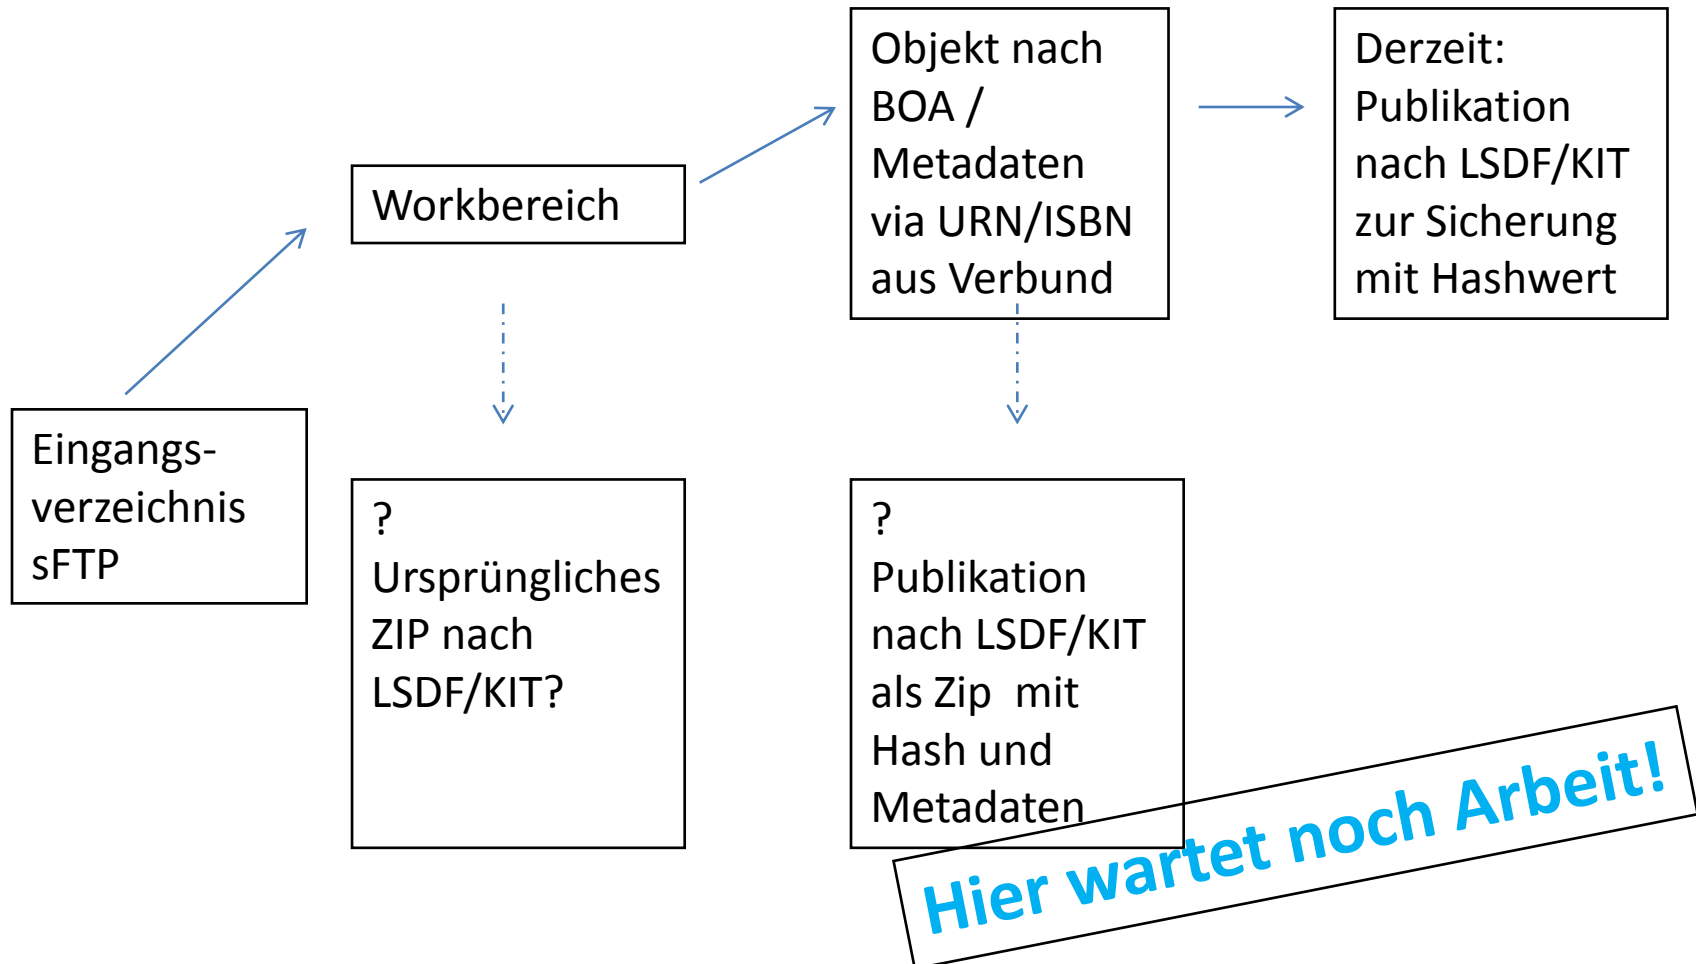 Eingangs-
verzeichnis
sFTP
Workbereich
?
Ursprüngliches
ZIP nach
LSDF/KIT?
Objekt nach
BOA /
Metadaten
via URN/ISBN
aus Verbund
?
Publikation
nach LSDF/KIT
als Zip  mit
Hash und
Metadaten
Derzeit:
Publikation
nach LSDF/KIT
zur Sicherung
mit Hashwert
Hier wartet noch Arbeit!